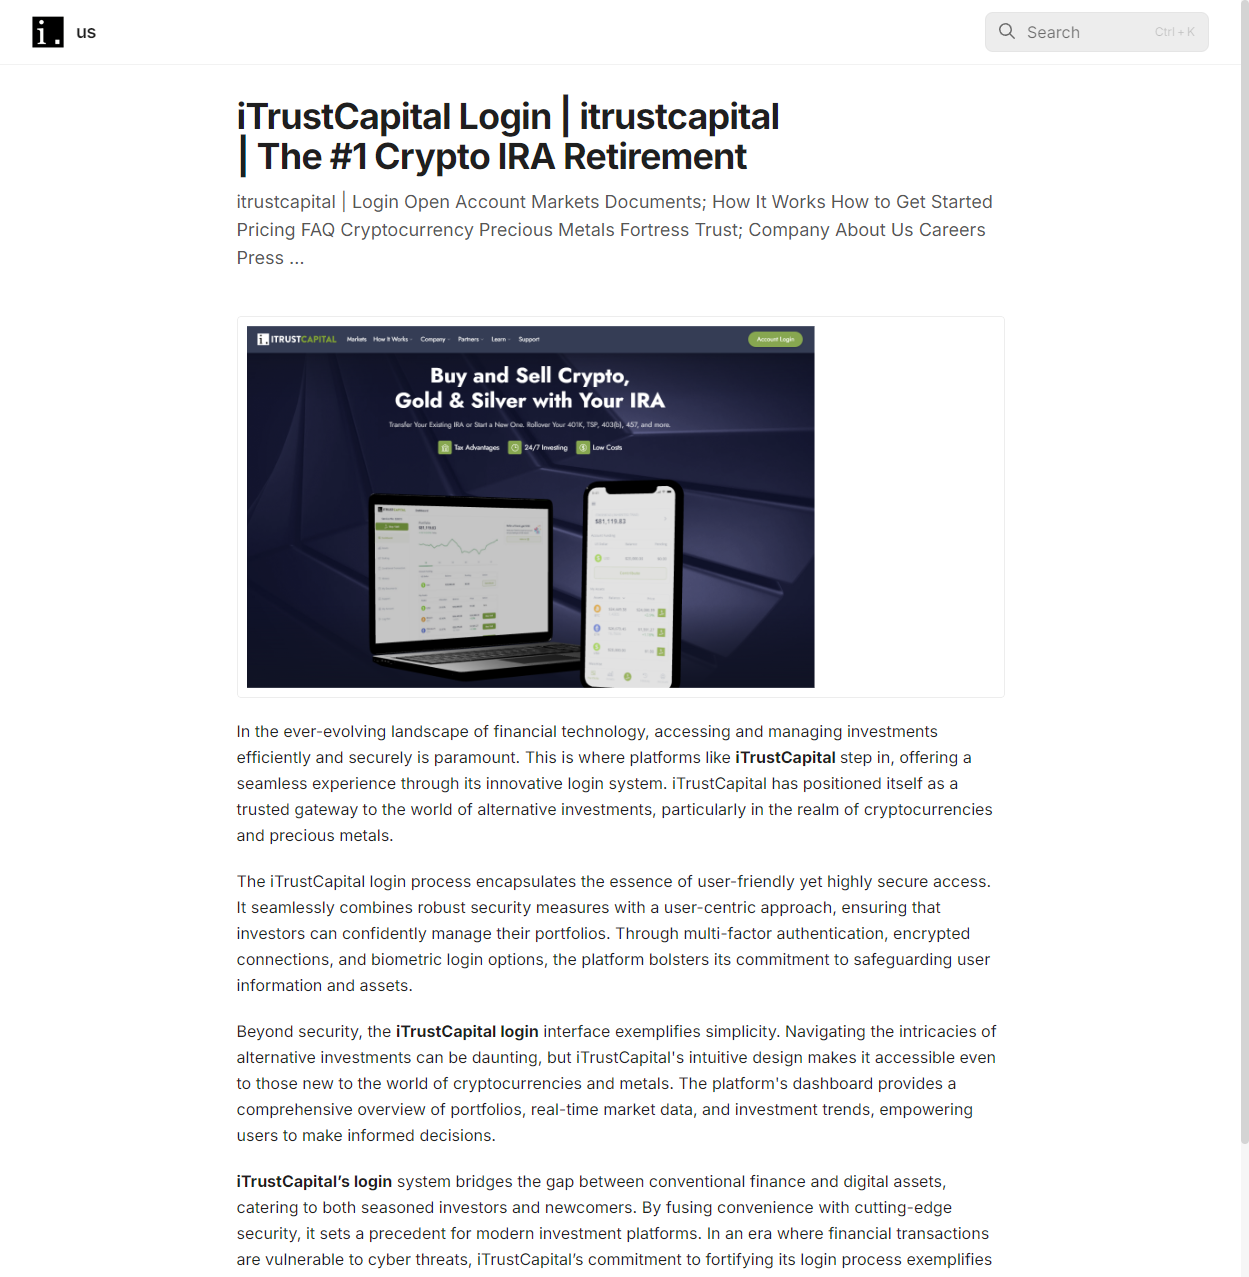 i. us
Search Ctrl + K
iTrustCapital Login | itrustcapital
| The #1 Crypto IRA Retirement
itrustcapital | Login Open Account Markets Documents; How It Works How to Get Started
Pricing FAQ Cryptocurrency Precious Metals Fortress Trust; Company About Us Careers
Press ...
i. ITRUSTCAPITAL Markets How It Works Company Partners Learn Support Account Login
Buy and Sell Crypto,
Gold & Silver with Your IRA
Transfer Your Existing IRA or Start a New One. Rollover Your 401K, TSP, 403(b), 457, and more.
Tax Advantages 24/7 Investing Low Costs
$81,119.83
In the ever-evolving landscape of financial technology, accessing and managing investments
efficiently and securely is paramount. This is where platforms like iTrustCapital step in, offering a
seamless experience through its innovative login system. iTrustCapital has positioned itself as a
trusted gateway to the world of alternative investments, particularly in the realm of cryptocurrencies
and precious metals.
The iTrustCapital login process encapsulates the essence of user-friendly yet highly secure access.
It seamlessly combines robust security measures with a user-centric approach, ensuring that
investors can confidently manage their portfolios. Through multi-factor authentication, encrypted
connections, and biometric login options, the platform bolsters its commitment to safeguarding user
information and assets.
Beyond security, the iTrustCapital login interface exemplifies simplicity. Navigating the intricacies of
alternative investments can be daunting, but iTrustCapital's intuitive design makes it accessible even
to those new to the world of cryptocurrencies and metals. The platform's dashboard provides a
comprehensive overview of portfolios, real-time market data, and investment trends, empowering
users to make informed decisions.
iTrustCapital’s login system bridges the gap between conventional finance and digital assets,
catering to both seasoned investors and newcomers. By fusing convenience with cutting-edge
security, it sets a precedent for modern investment platforms. In an era where financial transactions
are vulnerable to cyber threats, iTrustCapital’s commitment to fortifying its login process exemplifies